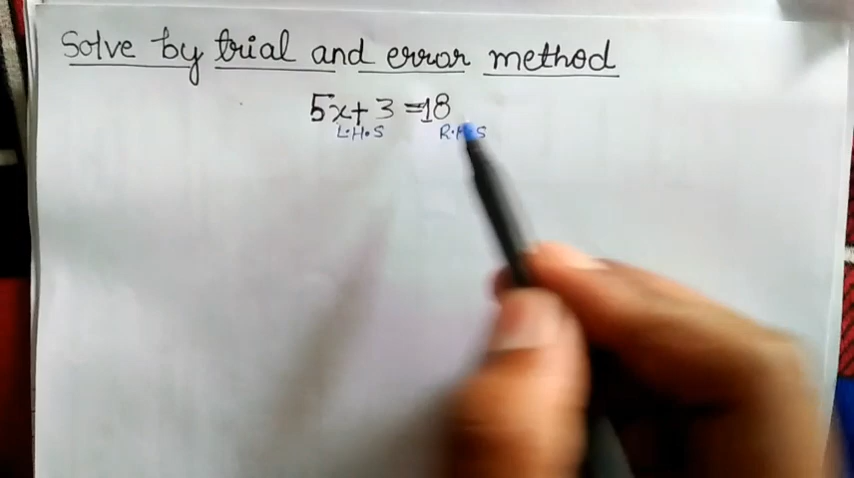 Solve by trial and error method
5x + 3 = 18
L.H.S R.H.S